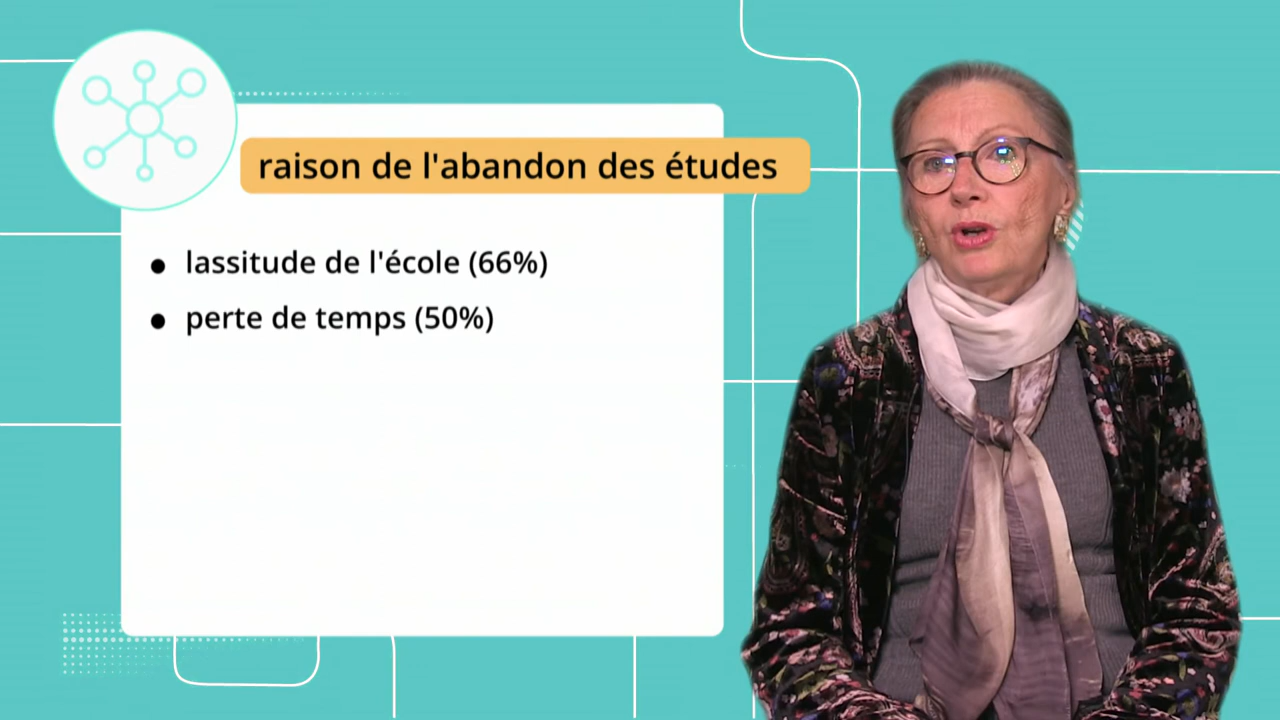 raison de l'abandon des études
• lassitude de l'école (66%)
• perte de temps (50%)